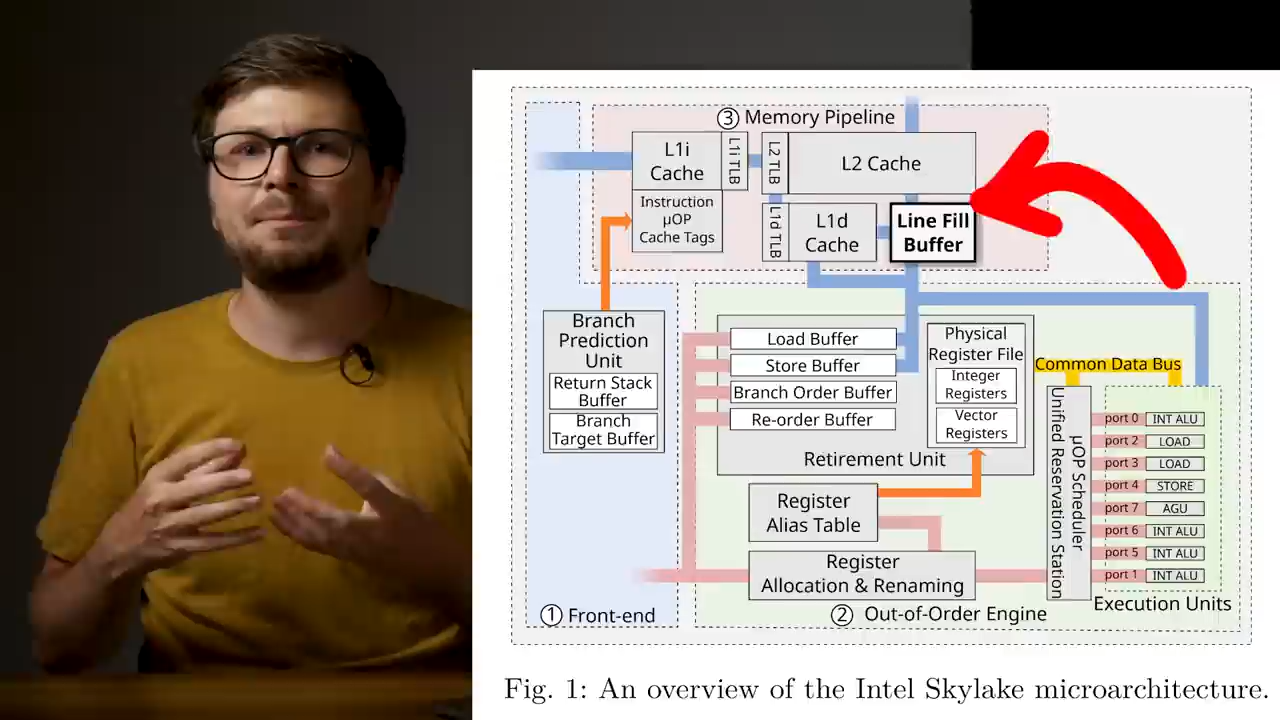 ③ Memory Pipeline
L1i
Cache
L1i TLB
L2 TLB
L2 Cache
Instruction
µOP
Cache Tags
L1d TLB
L1d
Cache
Line Fill
Buffer
Branch
Prediction
Unit
Return Stack
Buffer
Branch
Target Buffer
① Front-end
Load Buffer
Store Buffer
Branch Order Buffer
Re-order Buffer
Physical
Register File
Integer
Registers
Vector
Registers
Retirement Unit
Register
Alias Table
Register
Allocation & Renaming
② Out-of-Order Engine
Common Data Bus
µOP Scheduler
Unified Reservation Station
port 0 INT ALU
port 2 LOAD
port 3 LOAD
port 4 STORE
port 7 AGU
port 6 INT ALU
port 5 INT ALU
port 1 INT ALU
Execution Units
Fig. 1: An overview of the Intel Skylake microarchitecture.